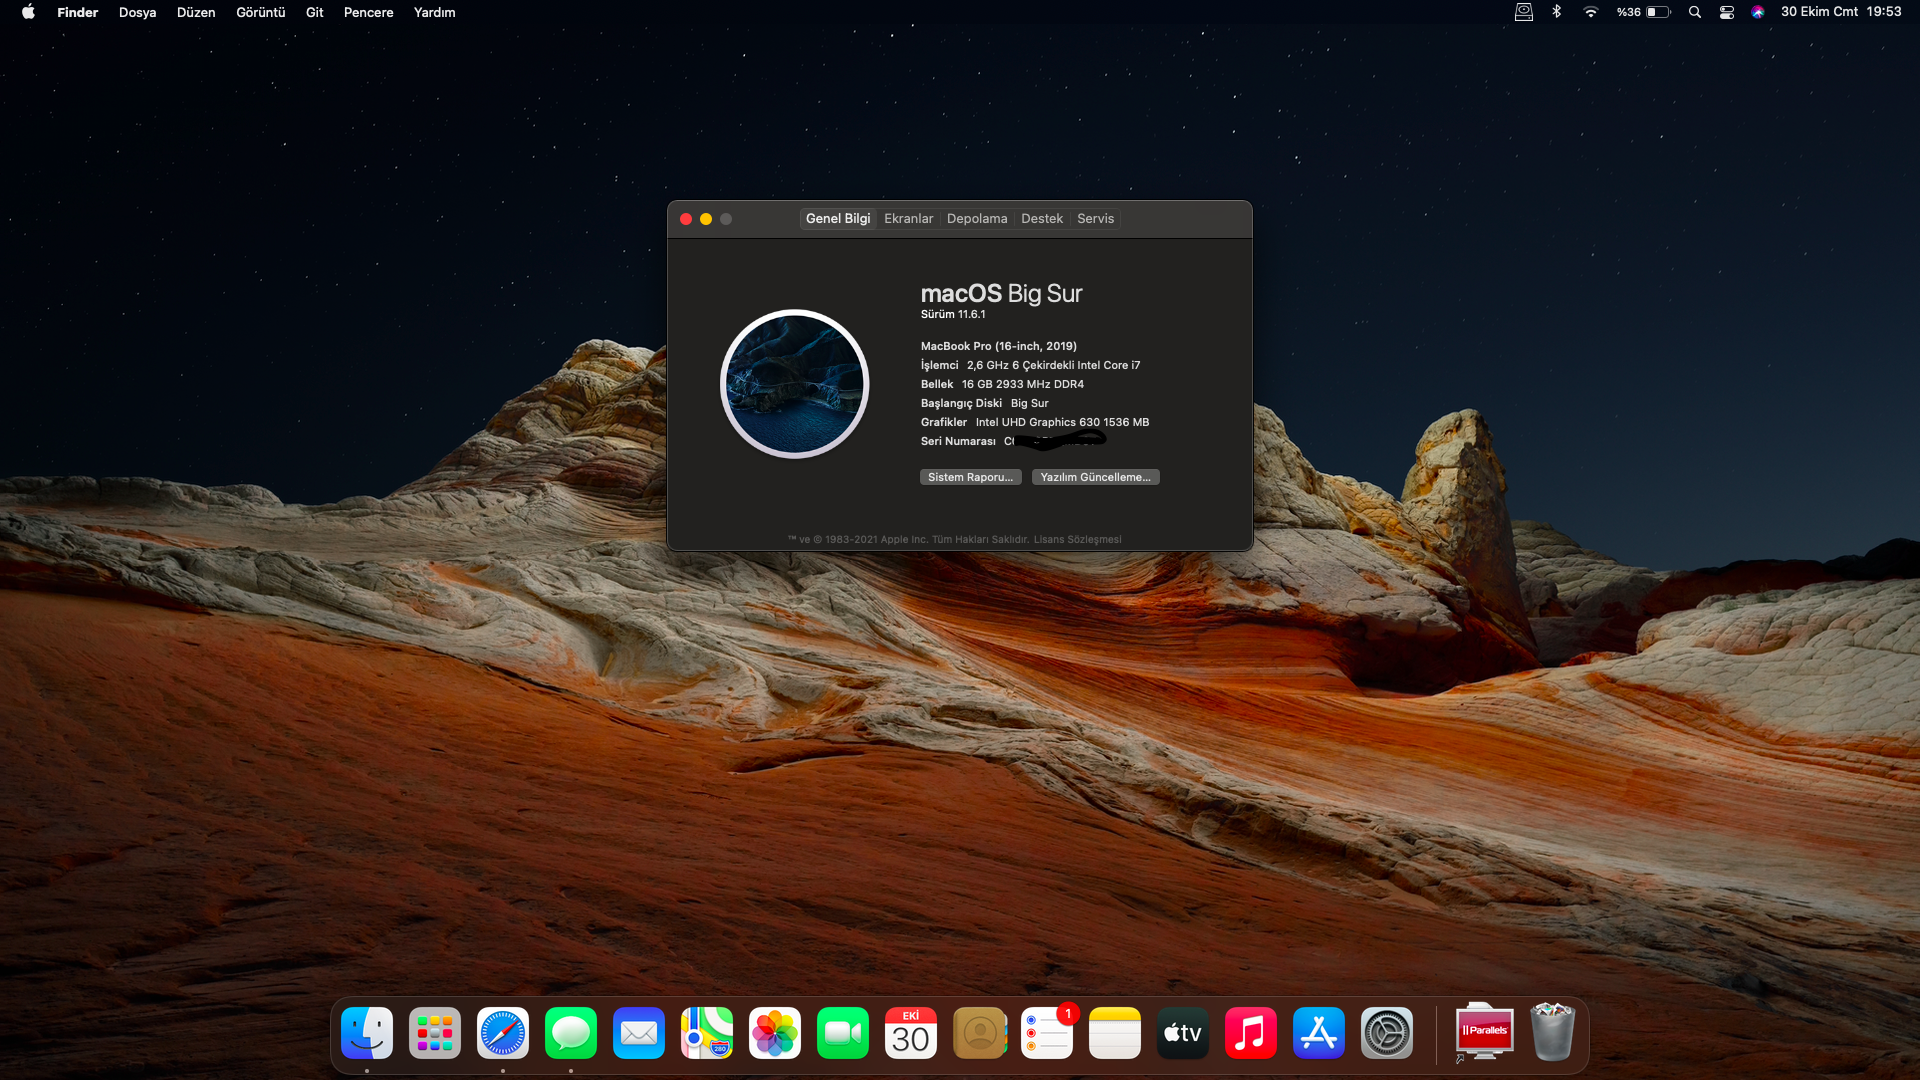 Finder Dosya Düzen Görüntü Git Pencere Yardım
%36 30 Ekim Cmt 19:53
Genel Bilgi Ekranlar Depolama Destek Servis
macOS Big Sur
Sürüm 11.6.1
MacBook Pro (16-inch, 2019)
İşlemci 2,6 GHz 6 Çekirdekli Intel Core i7
Bellek 16 GB 2933 MHz DDR4
Başlangıç Diski Big Sur
Grafikler Intel UHD Graphics 630 1536 MB
Seri Numarası
Sistem Raporu... Yazılım Güncelleme...
™ ve © 1983-2021 Apple Inc. Tüm Hakları Saklıdır. Lisans Sözleşmesi
280
EKİ
30
1
tv
Parallels